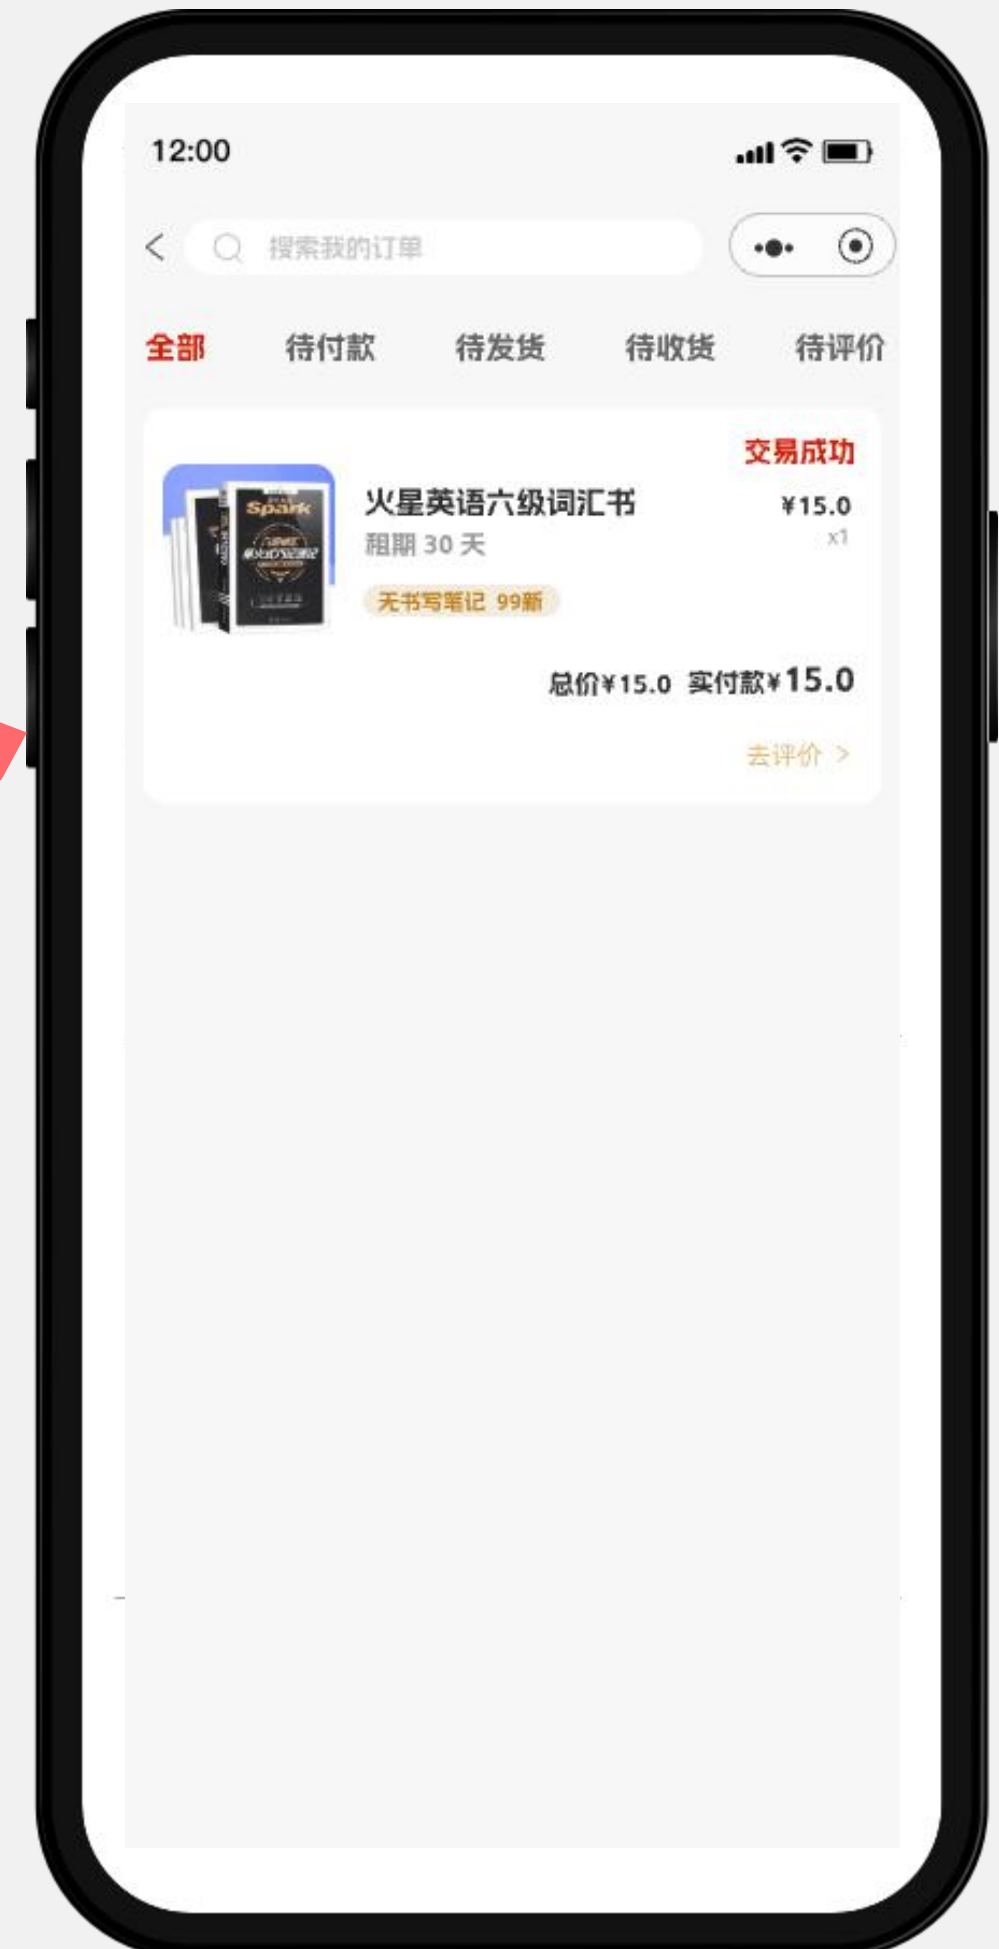 12:00
搜索我的订单
全部 待付款 待发货 待收货 待评价
交易成功
火星英语六级词汇书 ¥15.0
租期 30 天 x1
无书写笔记 99新
Spark
总价¥15.0 实付款¥15.0
去评价 >